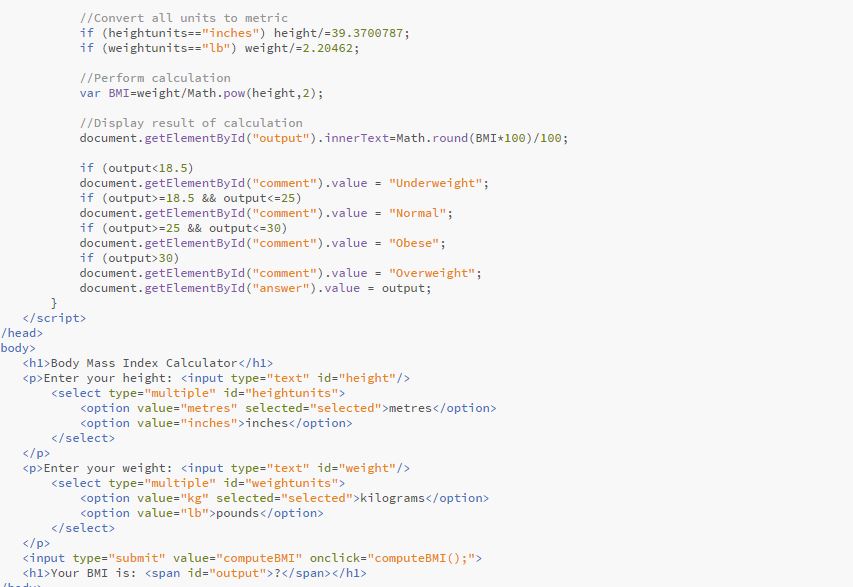 //Convert all units to metric
if (heightunits=="inches") height/=39.3700787;
if (weightunits=="lb") weight/=2.20462;
//Perform calculation
var BMI=weight/Math.pow(height,2);
//Display result of calculation
document.getElementById("output").innerText=Math.round(BMI*100)/100;
if (output<18.5)
document.getElementById("comment").value = "Underweight";
if (output>=18.5 && output<=25)
document.getElementById("comment").value = "Normal";
if (output>=25 && output<=30)
document.getElementById("comment").value = "Obese";
if (output>30)
document.getElementById("comment").value = "Overweight";
document.getElementById("answer").value = output;
}
</script>
/head>
body>
<h1>Body Mass Index Calculator</h1>
<p>Enter your height: <input type="text" id="height"/>
<select type="multiple" id="heightunits">
<option value="metres" selected="selected">metres</option>
<option value="inches">inches</option>
</select>
</p>
<p>Enter your weight: <input type="text" id="weight"/>
<select type="multiple" id="weightunits">
<option value="kg" selected="selected">kilograms</option>
<option value="lb">pounds</option>
</select>
</p>
<input type="submit" value="computeBMI" onclick="computeBMI();">
<h1>Your BMI is: <span id="output">?</span></h1>